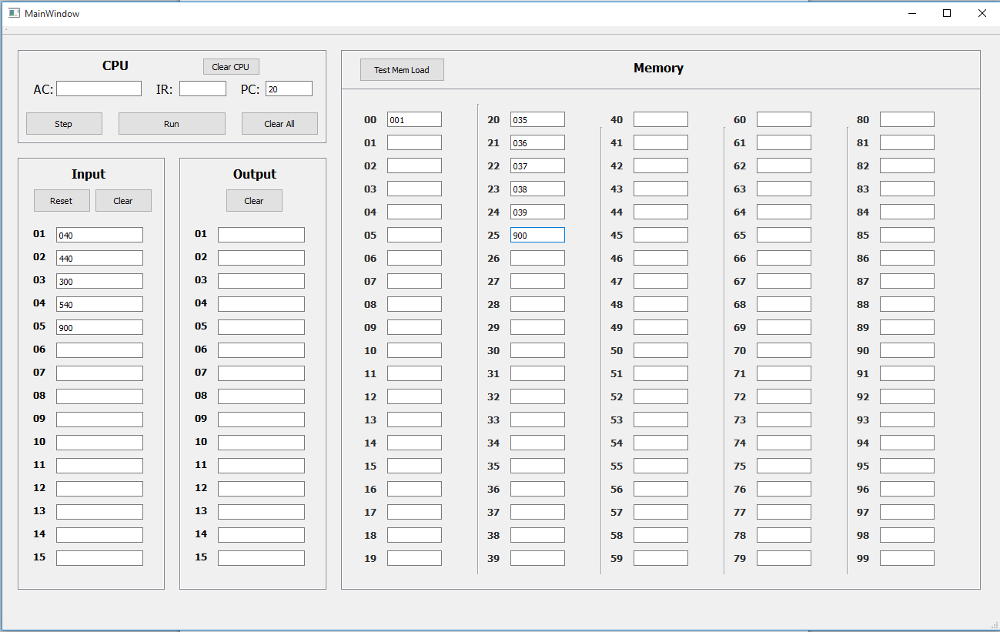 MainWindow
CPU Clear CPU
AC: IR: PC: 20
Step Run Clear All
Input
Reset Clear
01 040
02 440
03 300
04 540
05 900
06
07
08
09
10
11
12
13
14
15
Output
Clear
01
02
03
04
05
06
07
08
09
10
11
12
13
14
15
Test Mem Load Memory
00 001 20 035 40 60 80
01 21 036 41 61 81
02 22 037 42 62 82
03 23 038 43 63 83
04 24 039 44 64 84
05 25 900 45 65 85
06 26 46 66 86
07 27 47 67 87
08 28 48 68 88
09 29 49 69 89
10 30 50 70 90
11 31 51 71 91
12 32 52 72 92
13 33 53 73 93
14 34 54 74 94
15 35 55 75 95
16 36 56 76 96
17 37 57 77 97
18 38 58 78 98
19 39 59 79 99